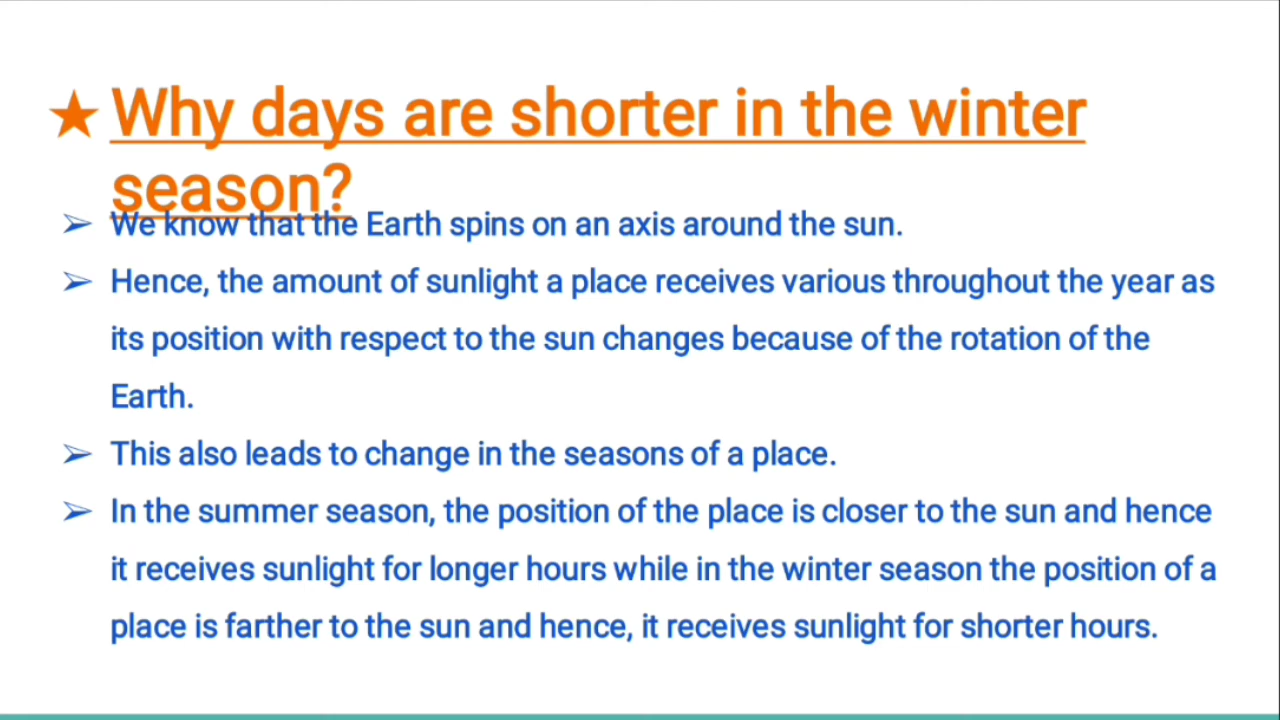 ★ Why days are shorter in the winter
season?
➢ We know that the Earth spins on an axis around the sun.
➢ Hence, the amount of sunlight a place receives various throughout the year as
its position with respect to the sun changes because of the rotation of the
Earth.
➢ This also leads to change in the seasons of a place.
➢ In the summer season, the position of the place is closer to the sun and hence
it receives sunlight for longer hours while in the winter season the position of a
place is farther to the sun and hence, it receives sunlight for shorter hours.